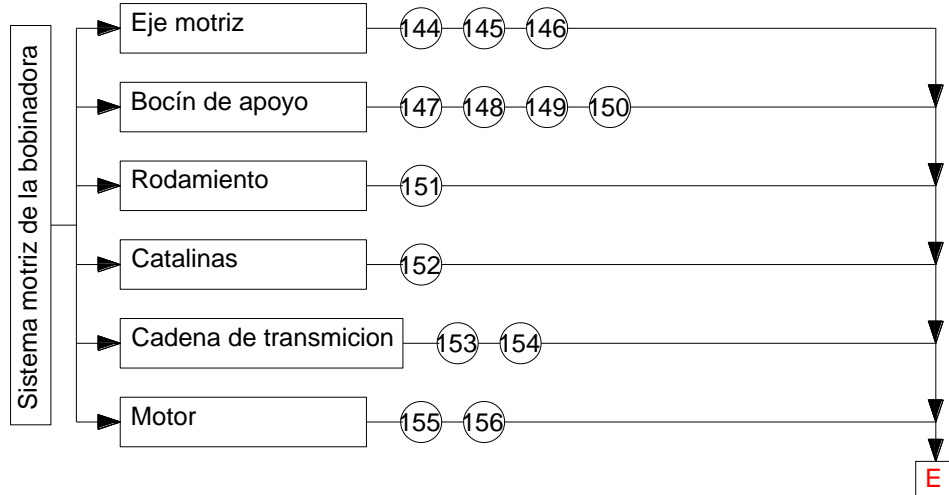 Sistema motriz de la bobinadora
Eje motriz
144 145 146
Bocín de apoyo
147 148 149 150
Rodamiento
151
Catalinas
152
Cadena de transmicion
153 154
Motor
155 156
E